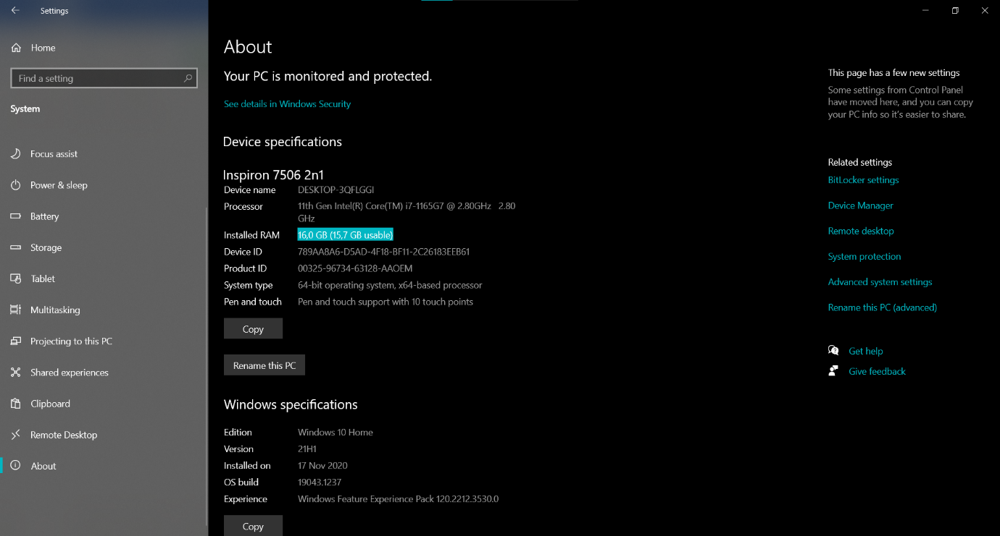 Settings
Home
Find a setting
System
Focus assist
Power & sleep
Battery
Storage
Tablet
Multitasking
Projecting to this PC
Shared experiences
Clipboard
Remote Desktop
About
About
Your PC is monitored and protected.
See details in Windows Security
Device specifications
Inspiron 7506 2n1
Device name DESKTOP-3QFLGGI
Processor 11th Gen Intel(R) Core(TM) i7-1165G7 @ 2.80GHz 2.80
GHz
Installed RAM 16,0 GB (15,7 GB usable)
Device ID 789AA8A6-D5AD-4F18-BF11-2C26183EEB61
Product ID 00325-96734-63128-AAOEM
System type 64-bit operating system, x64-based processor
Pen and touch Pen and touch support with 10 touch points
Copy
Rename this PC
Windows specifications
Edition Windows 10 Home
Version 21H1
Installed on 17 Nov 2020
OS build 19043.1237
Experience Windows Feature Experience Pack 120.2212.3530.0
Copy
This page has a few new settings
Some settings from Control Panel
have moved here, and you can copy
your PC info so it's easier to share.
Related settings
BitLocker settings
Device Manager
Remote desktop
System protection
Advanced system settings
Rename this PC (advanced)
Get help
Give feedback